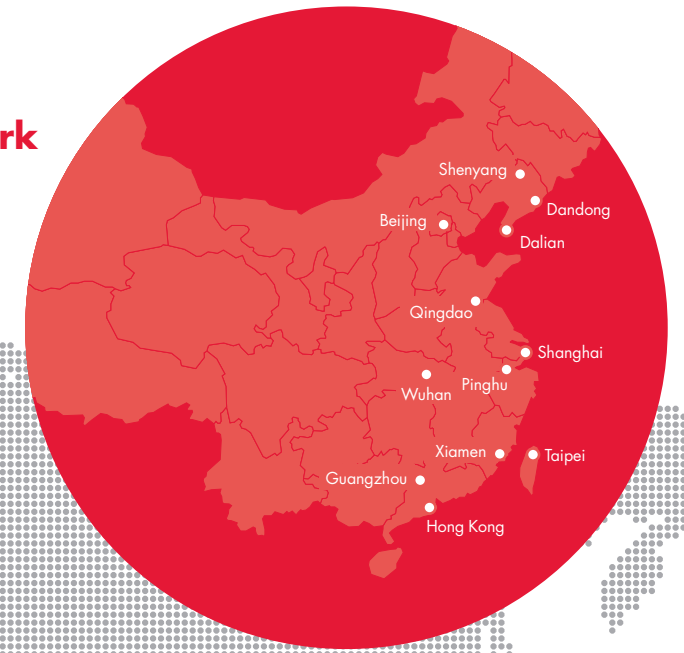 rk
Shenyang
Dandong
Beijing
Dalian
Qingdao
Shanghai
Pinghu
Wuhan
Xiamen
Taipei
Guangzhou
Hong Kong